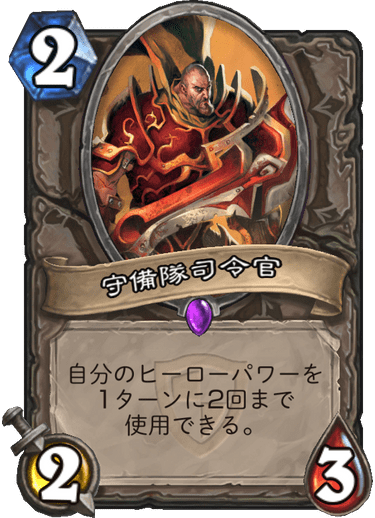 2
守備隊司令官
自分のヒーローパワーを
1ターンに2回まで
使用できる。
2
3